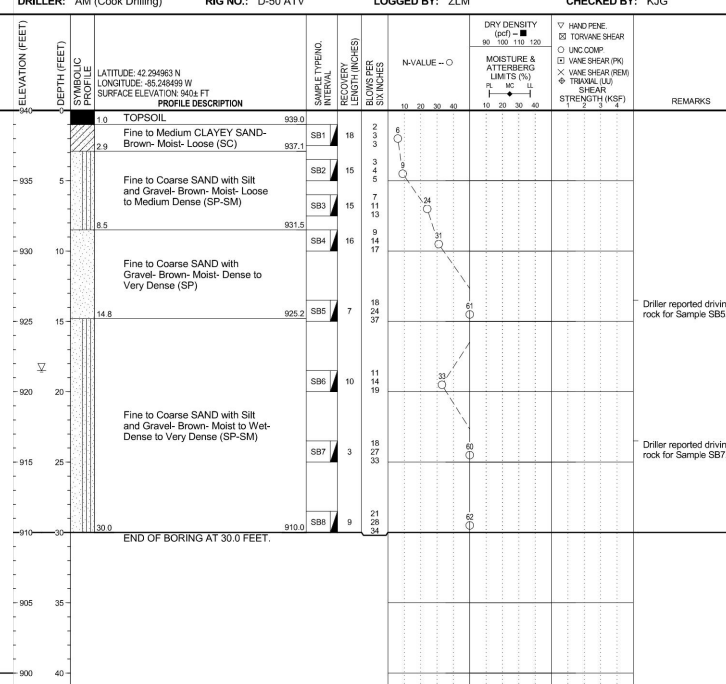 DRILLER: AM (Cook Drilling) RIG NO.: D-50 ATV LOGGED BY: ZLM CHECKED BY: KJG
ELEVATION (FEET)
DEPTH (FEET)
SYMBOLIC PROFILE
LATITUDE: 42.294963 N
LONGITUDE: -85.248499 W
SURFACE ELEVATION: 940± FT
PROFILE DESCRIPTION
SAMPLE TYPE/NO. INTERVAL
RECOVERY LENGTH (INCHES)
BLOWS PER SIX INCHES
N-VALUE -- O
10 20 30 40
DRY DENSITY
(pcf) -- ■
90 100 110 120
MOISTURE &
ATTERBERG
LIMITS (%)
PL MC LL
10 20 30 40
▽ HAND PENE.
☒ TORVANE SHEAR
○ UNC.COMP.
VANE SHEAR (PK)
× VANE SHEAR (REM)
TRIAXIAL (UU)
SHEAR
STRENGTH (KSF)
1 2 3 4
REMARKS
940 0
1.0 TOPSOIL 939.0
Fine to Medium CLAYEY SAND-
Brown- Moist- Loose (SC)
2.9 937.1
SB1 18
2
3
3
6
SB2 15
3
4
5
9
935 5
Fine to Coarse SAND with Silt
and Gravel- Brown- Moist- Loose
to Medium Dense (SP-SM)
SB3 15
7
11
13
24
8.5 931.5
SB4 16
9
14
17
31
930 10
Fine to Coarse SAND with
Gravel- Brown- Moist- Dense to
Very Dense (SP)
14.8 925.2
SB5 7
18
24
37
61
Driller reported drivin
rock for Sample SB5
925 15
SB6 10
11
14
19
33
920 20
Fine to Coarse SAND with Silt
and Gravel- Brown- Moist to Wet-
Dense to Very Dense (SP-SM)
SB7 3
18
27
33
60
Driller reported drivin
rock for Sample SB7
915 25
SB8 9
21
28
34
62
30.0 910.0
910 30
END OF BORING AT 30.0 FEET.
905 35
900 40